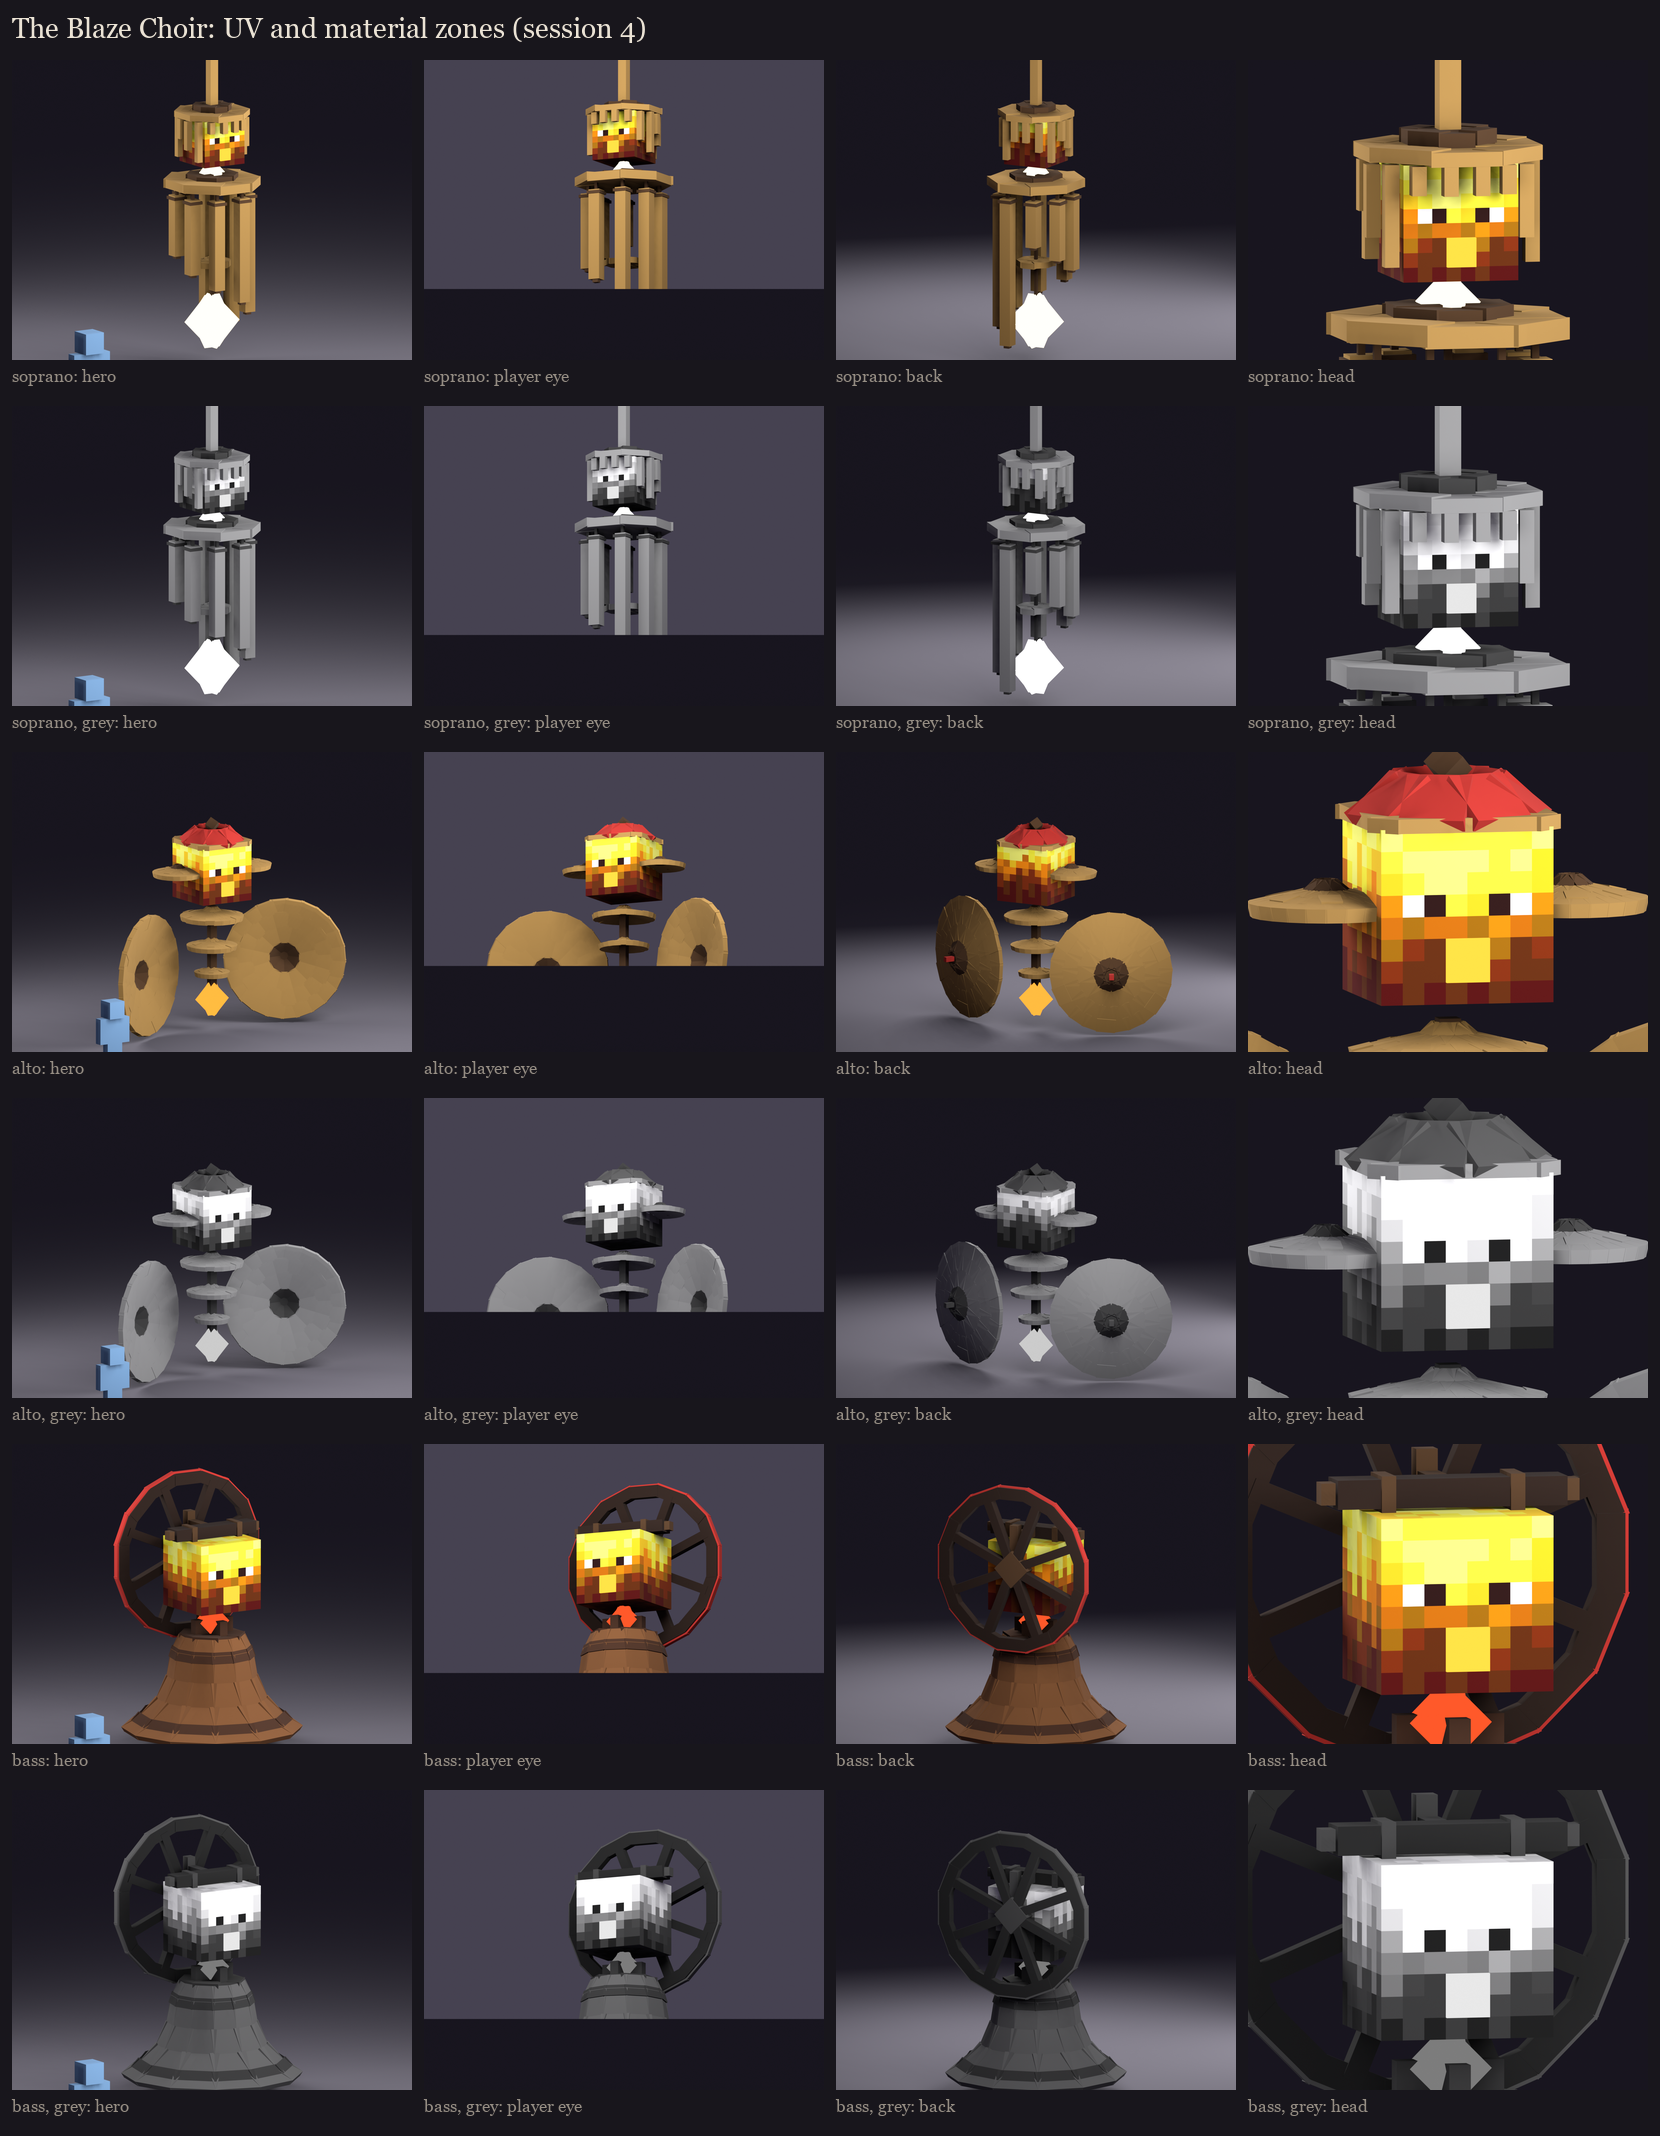 The Blaze Choir: UV and material zones (session 4)
soprano: hero
soprano: player eye
soprano: back
soprano: head
soprano, grey: hero
soprano, grey: player eye
soprano, grey: back
soprano, grey: head
alto: hero
alto: player eye
alto: back
alto: head
alto, grey: hero
alto, grey: player eye
alto, grey: back
alto, grey: head
bass: hero
bass: player eye
bass: back
bass: head
bass, grey: hero
bass, grey: player eye
bass, grey: back
bass, grey: head